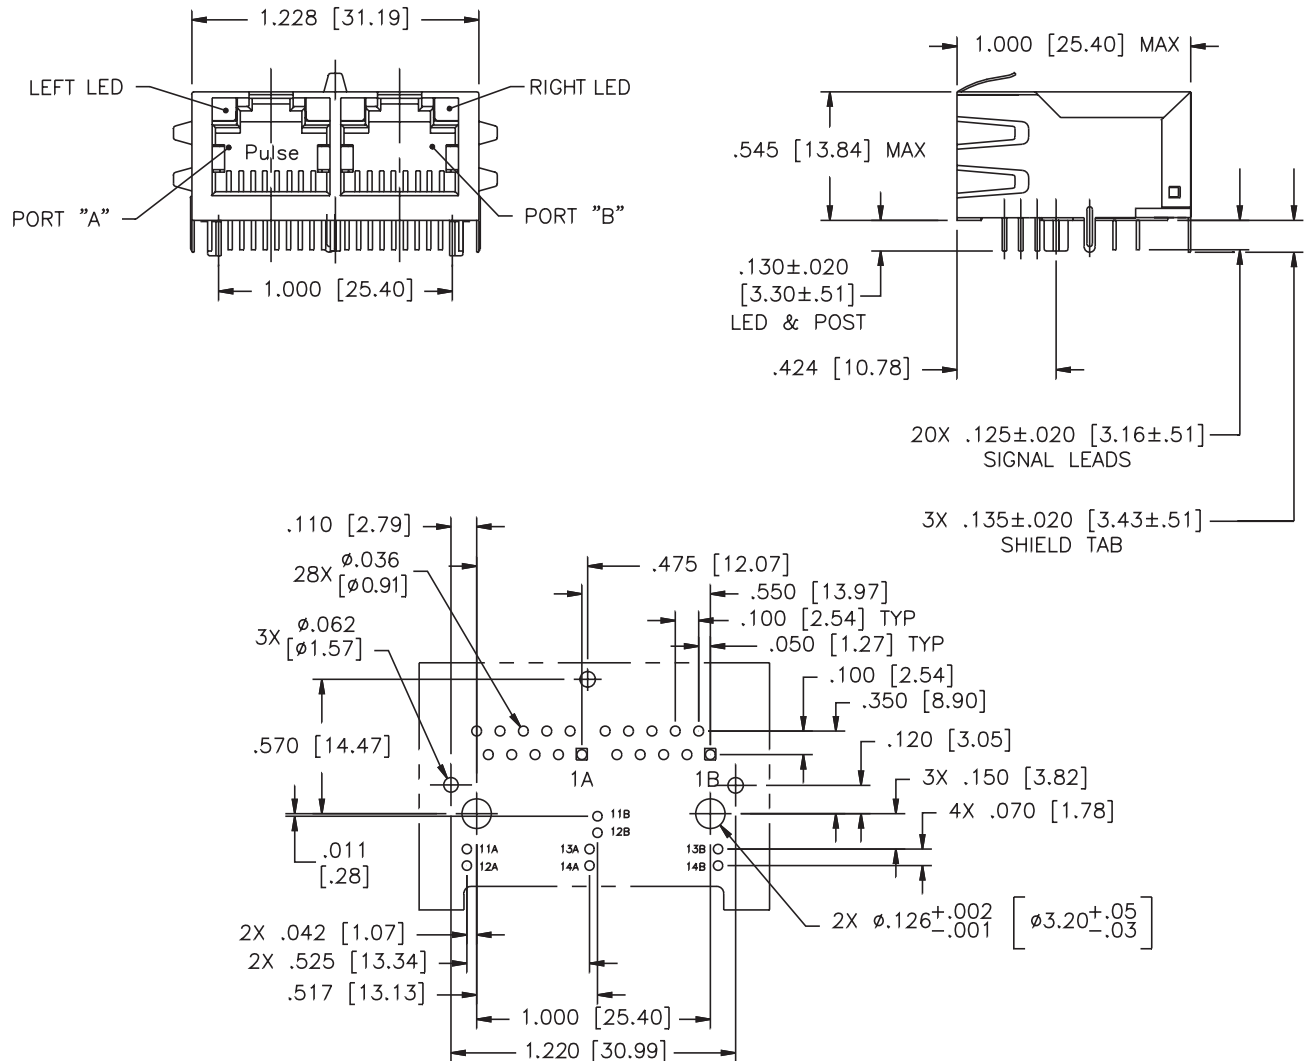 1.228 [31.19]
LEFT LED
RIGHT LED
Pulse
PORT "A"
PORT "B"
1.000 [25.40]
1.000 [25.40] MAX
.545 [13.84] MAX
.130±.020
[3.30±.51]
LED & POST
.424 [10.78]
20X .125±.020 [3.16±.51]
SIGNAL LEADS
3X .135±.020 [3.43±.51]
SHIELD TAB
.110 [2.79]
28X ø.036
[ø0.91]
3X ø.062
[ø1.57]
.475 [12.07]
.550 [13.97]
.100 [2.54] TYP
.050 [1.27] TYP
.100 [2.54]
.350 [8.90]
.120 [3.05]
3X .150 [3.82]
4X .070 [1.78]
.570 [14.47]
1A
1B
11B
12B
11A
12A
13A
14A
13B
14B
.011
[.28]
2X ø.126+.002 -.001 [ø3.20+.05 -.03]
2X .042 [1.07]
2X .525 [13.34]
.517 [13.13]
1.000 [25.40]
1.220 [30.99]